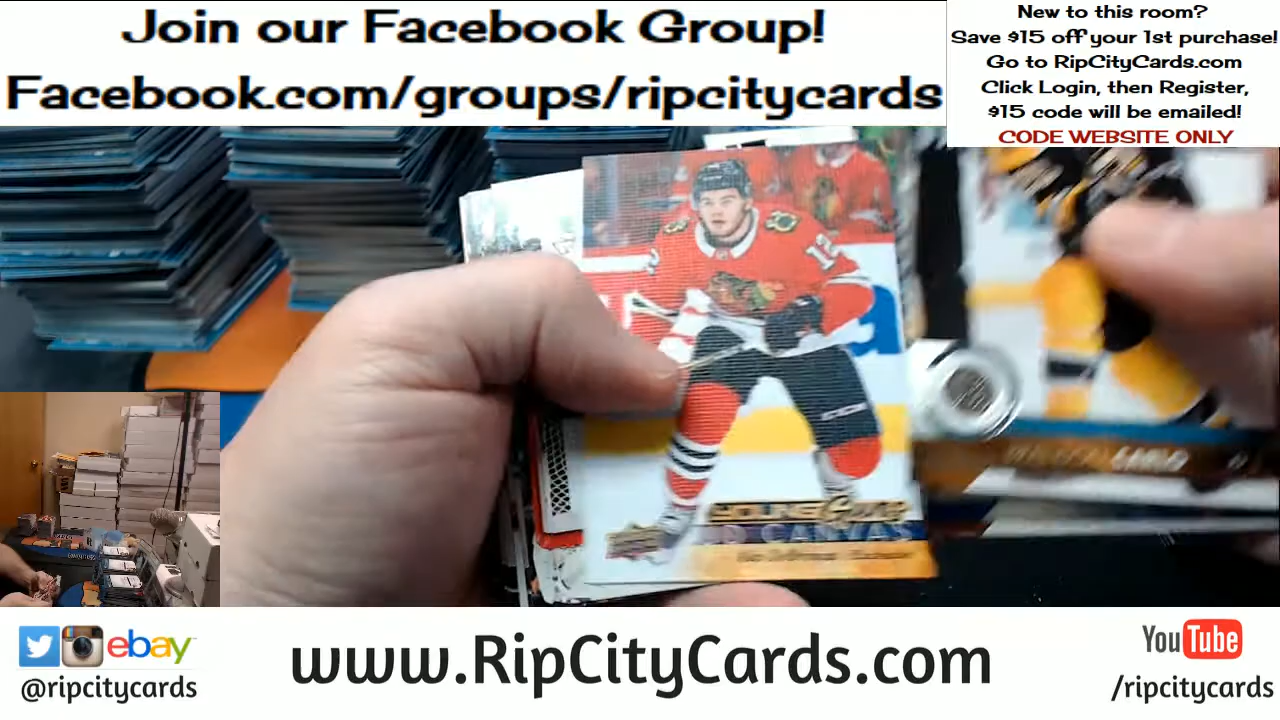 Join our Facebook Group!
Facebook.com/groups/ripcitycards
New to this room?
Save $15 off your 1st purchase!
Go to RipCityCards.com
Click Login, then Register,
$15 code will be emailed!
CODE WEBSITE ONLY
12
YOUNG GUNS
CANVAS
CARLO
ebay
@ripcitycards
www.RipCityCards.com
YouTube
/ripcitycards